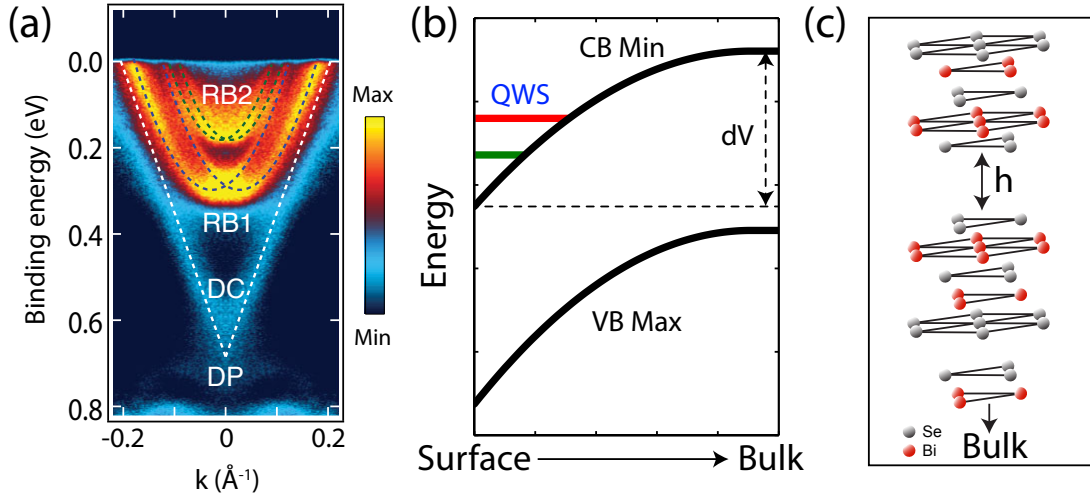 (a)
Binding energy (eV)
0.0
0.2
0.4
0.6
0.8
RB2
RB1
DC
DP
-0.2
0
0.2
k (Å⁻¹)
Max
Min
(b)
CB Min
QWS
dV
Energy
VB Max
Surface
Bulk
(c)
h
Se
Bi
Bulk